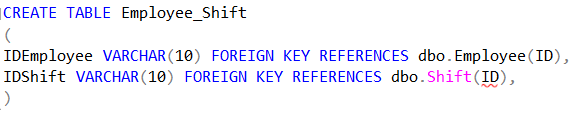 CREATE TABLE Employee_Shift
(
IDEmployee VARCHAR(10) FOREIGN KEY REFERENCES dbo.Employee(ID),
IDShift VARCHAR(10) FOREIGN KEY REFERENCES dbo.Shift(ID),
)